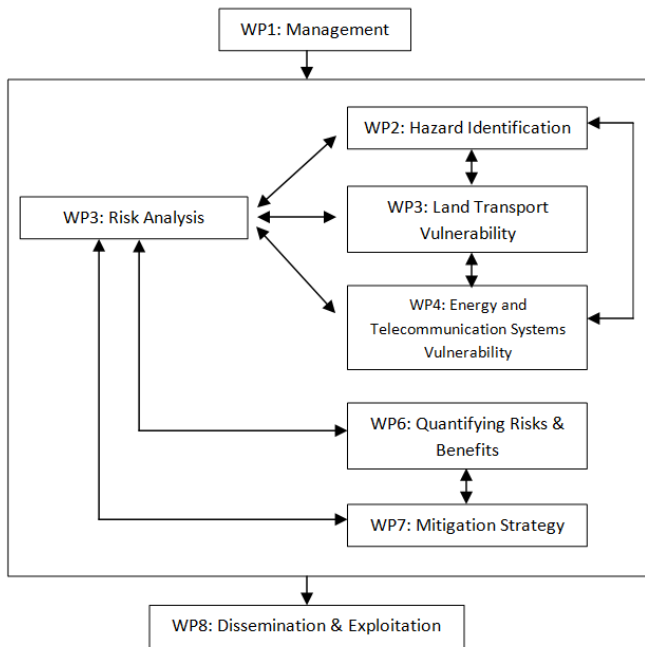 WP1: Management
WP2: Hazard Identification
WP3: Risk Analysis
WP3: Land Transport
Vulnerability
WP4: Energy and
Telecommunication Systems
Vulnerability
WP6: Quantifying Risks &
Benefits
WP7: Mitigation Strategy
WP8: Dissemination & Exploitation